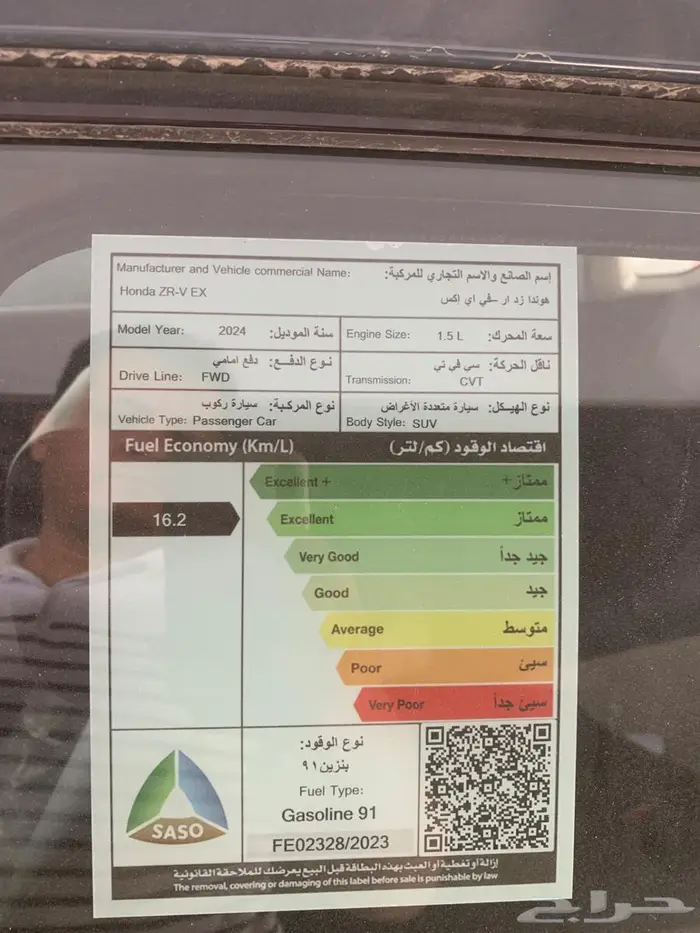 Manufacturer and Vehicle commercial Name: إسم الصانع والاسم التجاري للمركبة:
Honda ZR-V EX هوندا زد ار -في اي إكس
Model Year: 2024 سنة الموديل: Engine Size: 1.5 L سعة المحرك:
نوع الدفع: دفع امامي ناقل الحركة: سي في تي
Drive Line: FWD Transmission: CVT
نوع المركبة: سيارة ركوب نوع الهيكل: سيارة متعددة الأغراض
Vehicle Type: Passenger Car Body Style: SUV
Fuel Economy (Km/L) اقتصاد الوقود (كم/لتر)
Excellent + ممتاز +
16.2 Excellent ممتاز
Very Good جيد جداً
Good جيد
Average متوسط
Poor سيئ
Very Poor سيئ جداً
نوع الوقود:
بنزين ٩١
Fuel Type:
Gasoline 91
SASO
FE02328/2023
إزالة أو تغطية أو العبث بهذه البطاقة قبل البيع يعرضك للملاحقة القانونية
The removal, covering or damaging of this label before sale is punishable by law
حراج